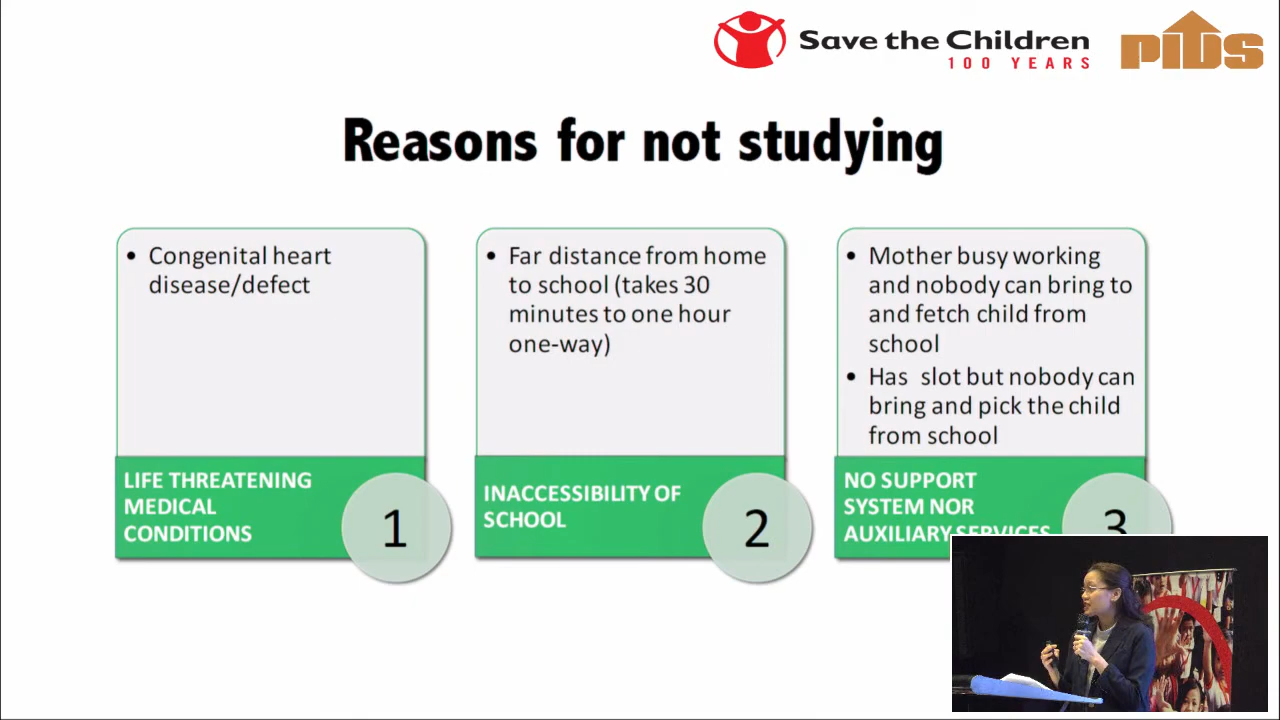 Save the Children
100 YEARS
PIDS
Reasons for not studying
• Congenital heart
disease/defect
LIFE THREATENING
MEDICAL
CONDITIONS
1
• Far distance from home
to school (takes 30
minutes to one hour
one-way)
INACCESSIBILITY OF
SCHOOL
2
• Mother busy working
and nobody can bring to
and fetch child from
school
• Has slot but nobody can
bring and pick the child
from school
NO SUPPORT
SYSTEM NOR
AUXILIARY SERVICES
3